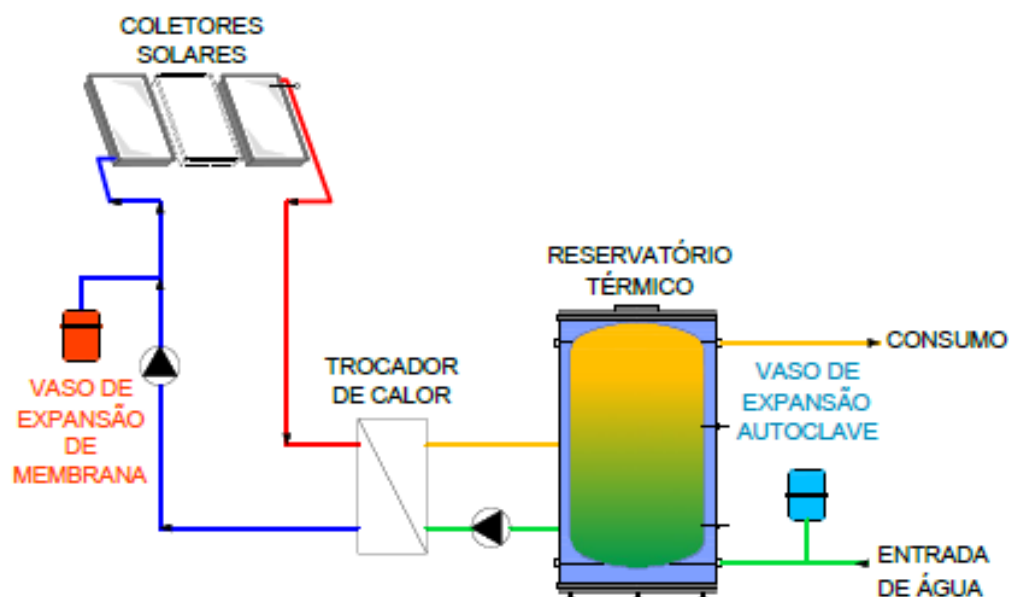 COLETORES
SOLARES
RESERVATÓRIO
TÉRMICO
CONSUMO
TROCADOR
DE CALOR
VASO DE
EXPANSÃO
AUTOCLAVE
VASO DE
EXPANSÃO
DE
MEMBRANA
ENTRADA
DE ÁGUA